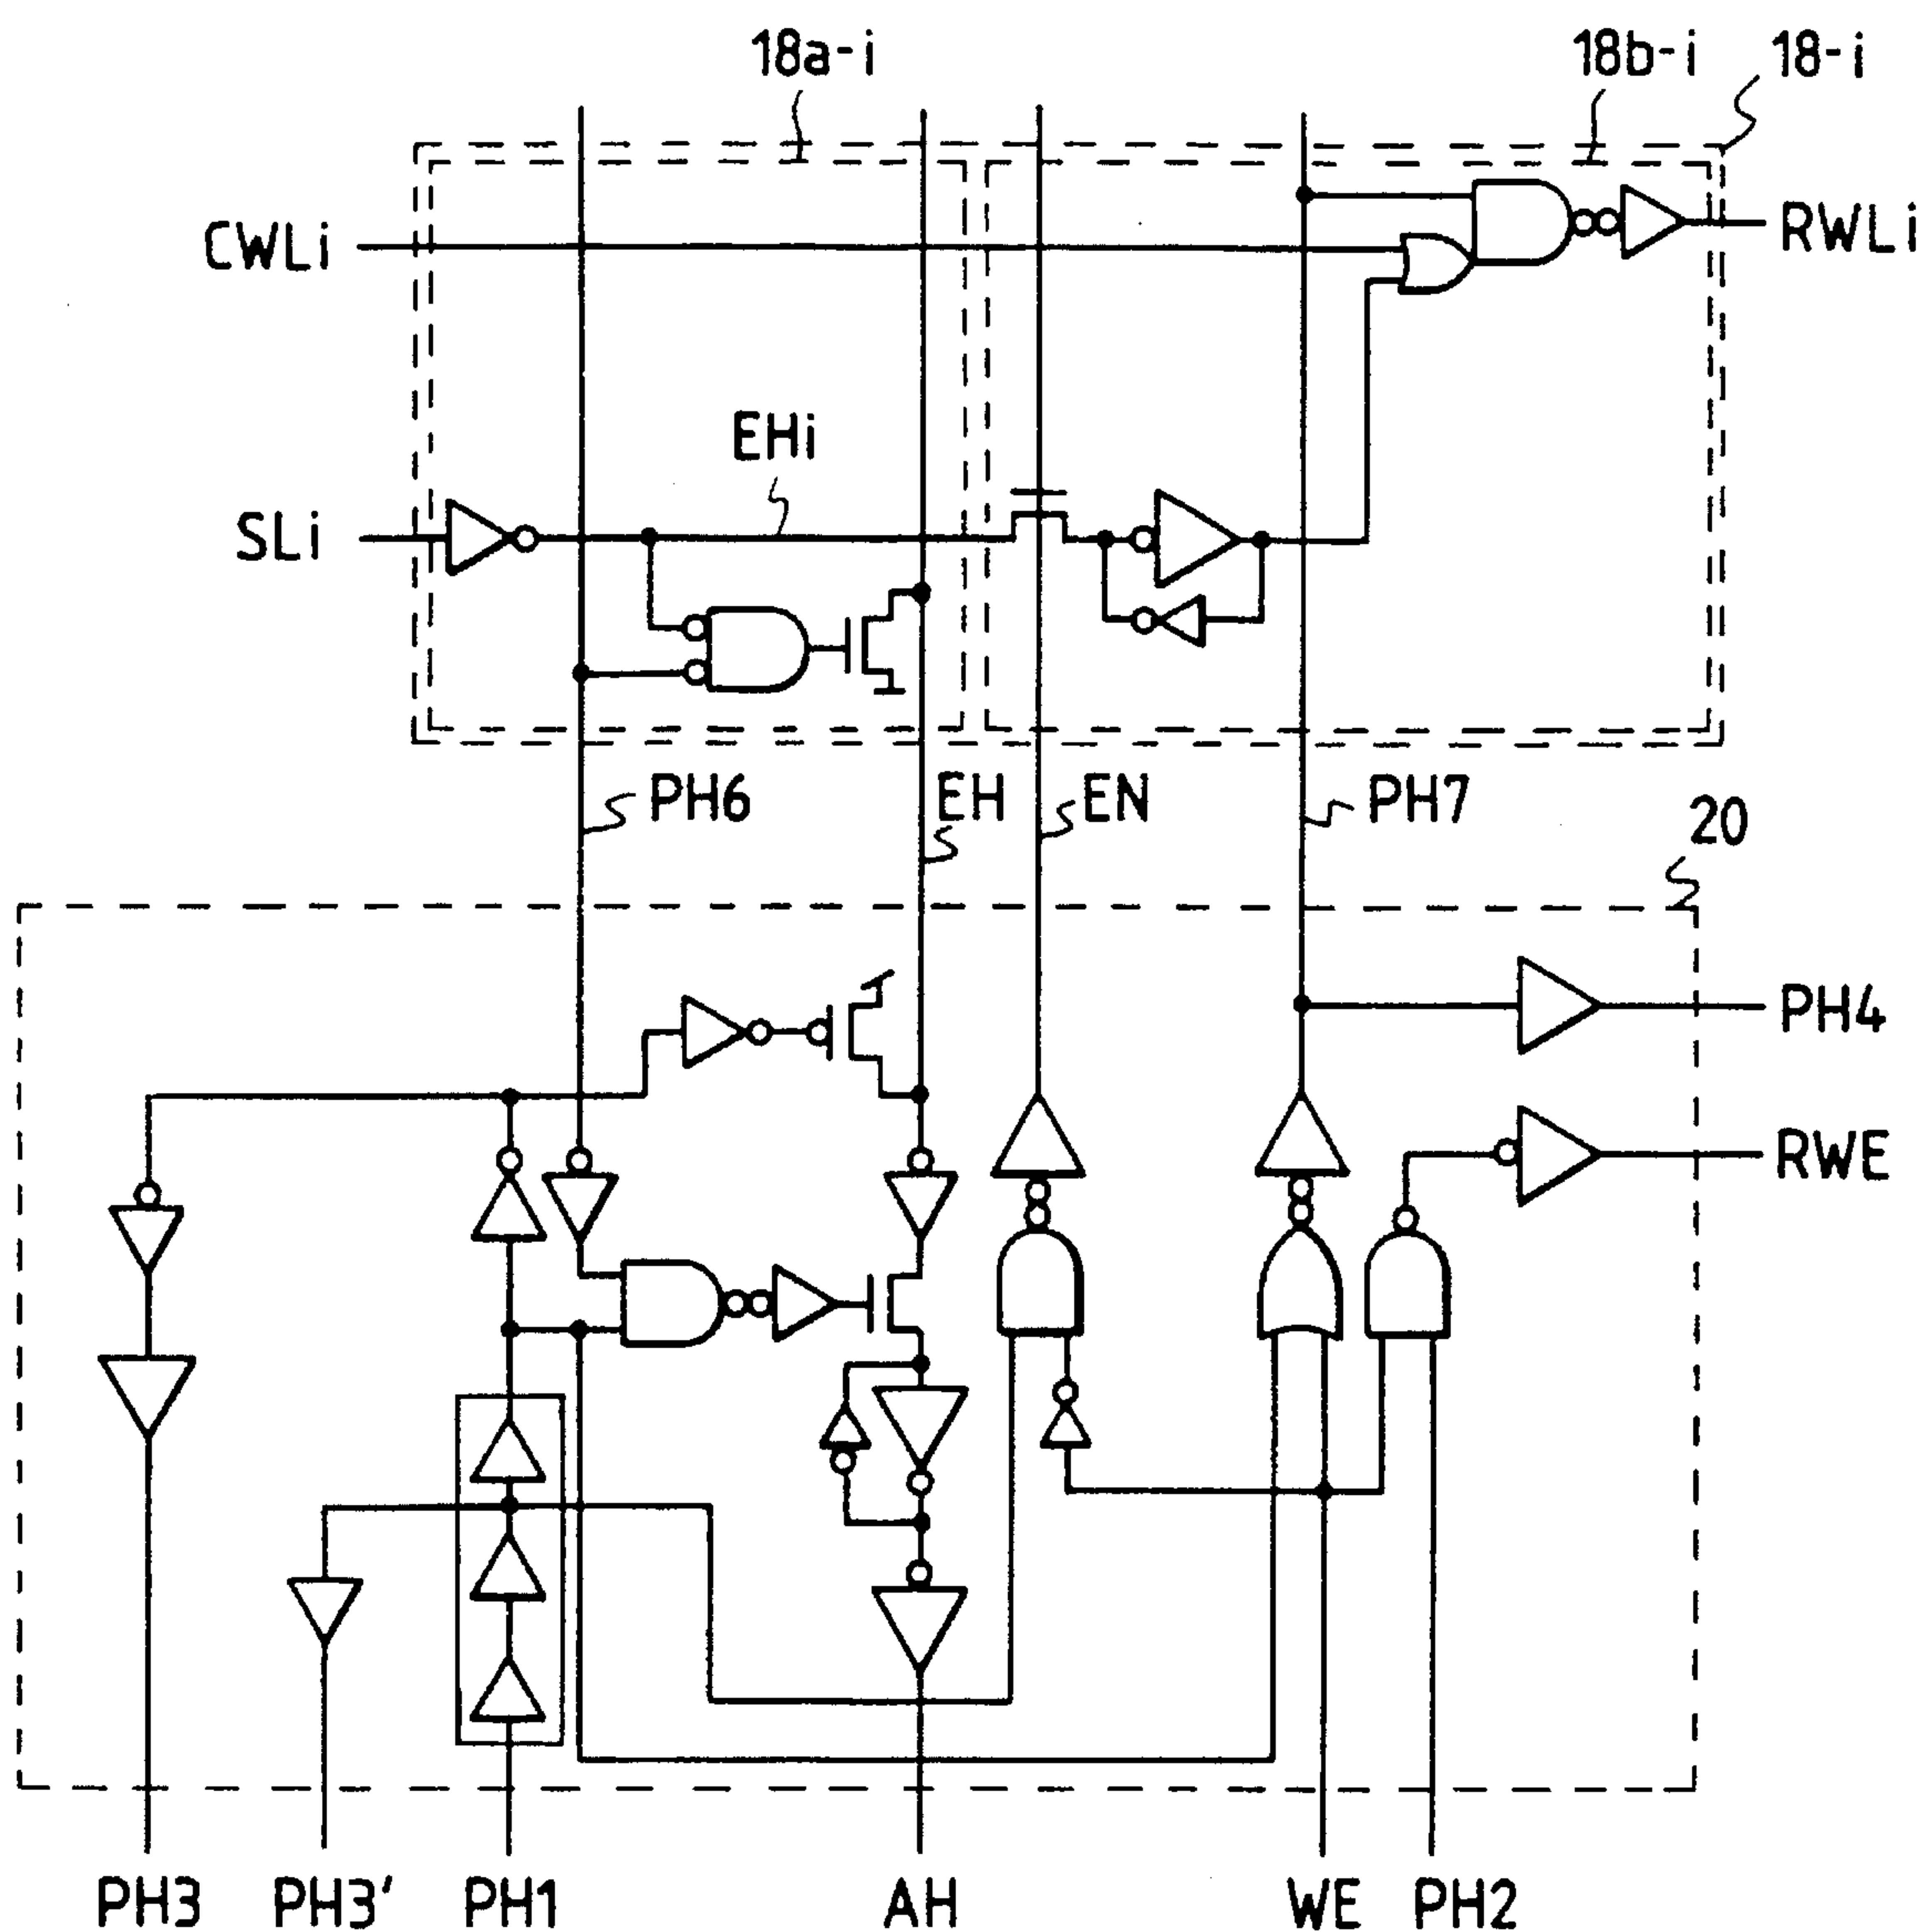 18a-i
18b-i
18-i
CWLi
RWLi
EHi
SLi
PH6
EH
EN
PH7
20
PH4
RWE
PH3
PH3'
PH1
AH
WE
PH2